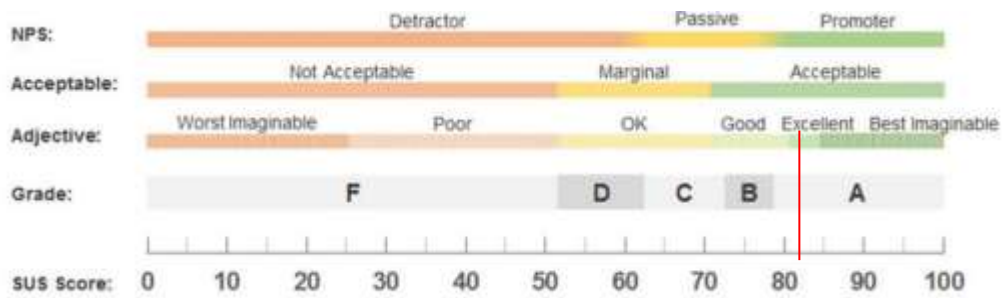 NPS: Detractor Passive Promoter
Acceptable: Not Acceptable Marginal Acceptable
Adjective: Worst Imaginable Poor OK Good Excellent Best Imaginable
Grade: F D C B A
SUS Score: 0 10 20 30 40 50 60 70 80 90 100